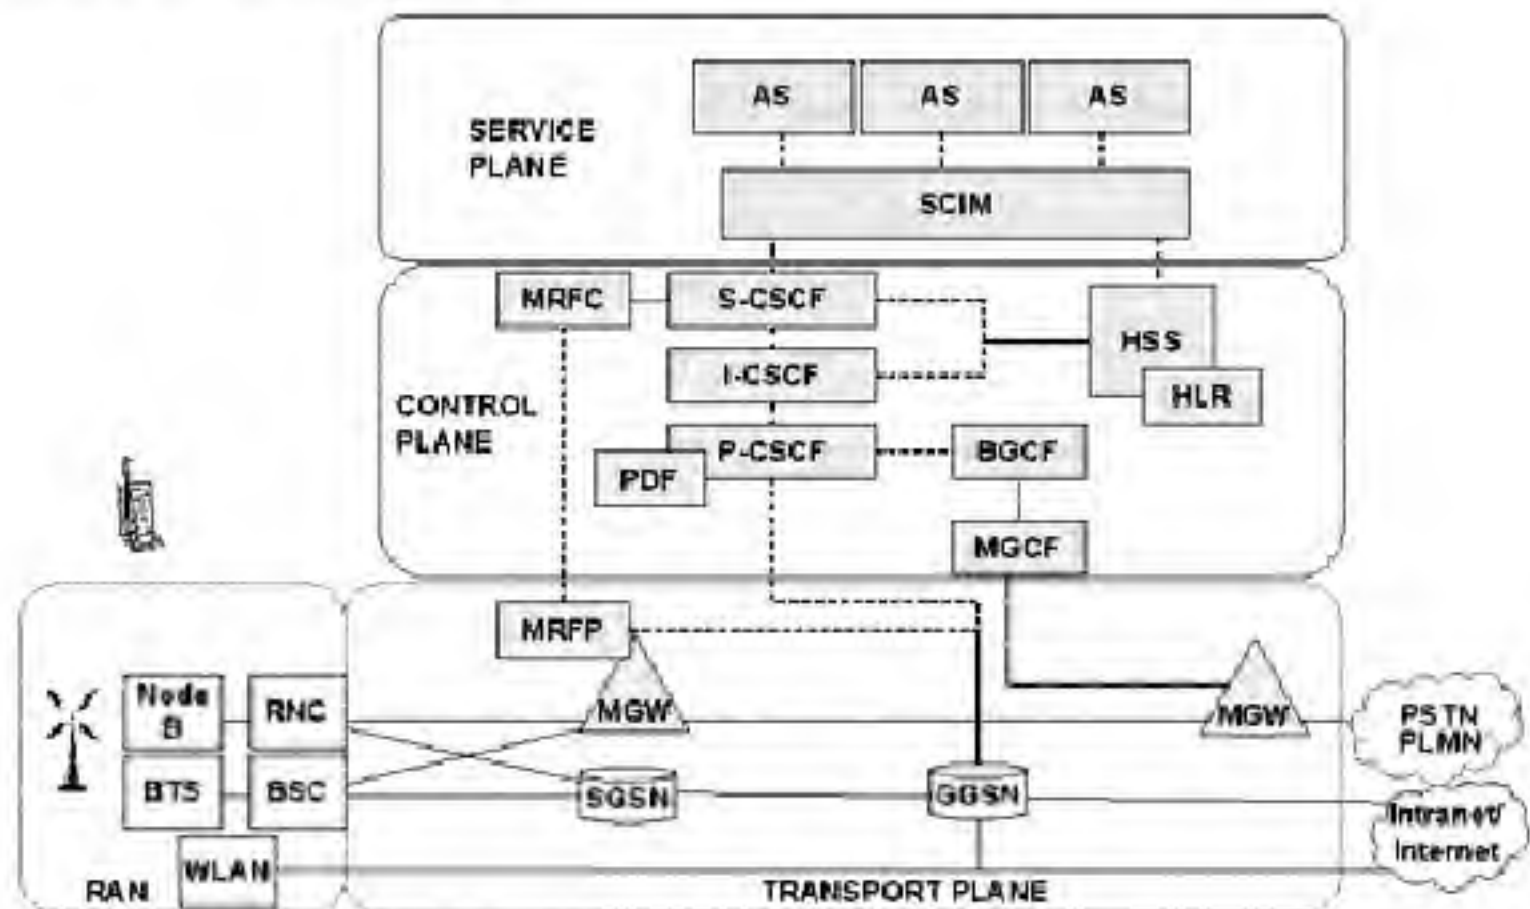 AS
AS
AS
SERVICE
PLANE
SCIM
MRFC
S-CSCF
HSS
I-CSCF
HLR
CONTROL
PLANE
P-CSCF
BGCF
PDF
MGCF
MRFP
Node
B
RNC
MGW
MGW
PSTN
PLMN
BTS
BSC
SGSN
GGSN
Intranet/
Internet
WLAN
RAN
TRANSPORT PLANE